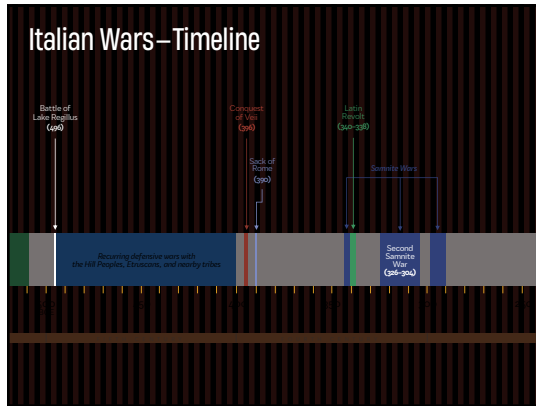 Italian Wars–Timeline
Battle of
Lake Regillus
(496)
Conquest
of Veii
(396)
Sack of
Rome
(390)
Latin
Revolt
(340–338)
Samnite Wars
Recurring defensive wars with
the Hill Peoples, Etruscans, and nearby tribes
Second
Samnite
War
(326–304)